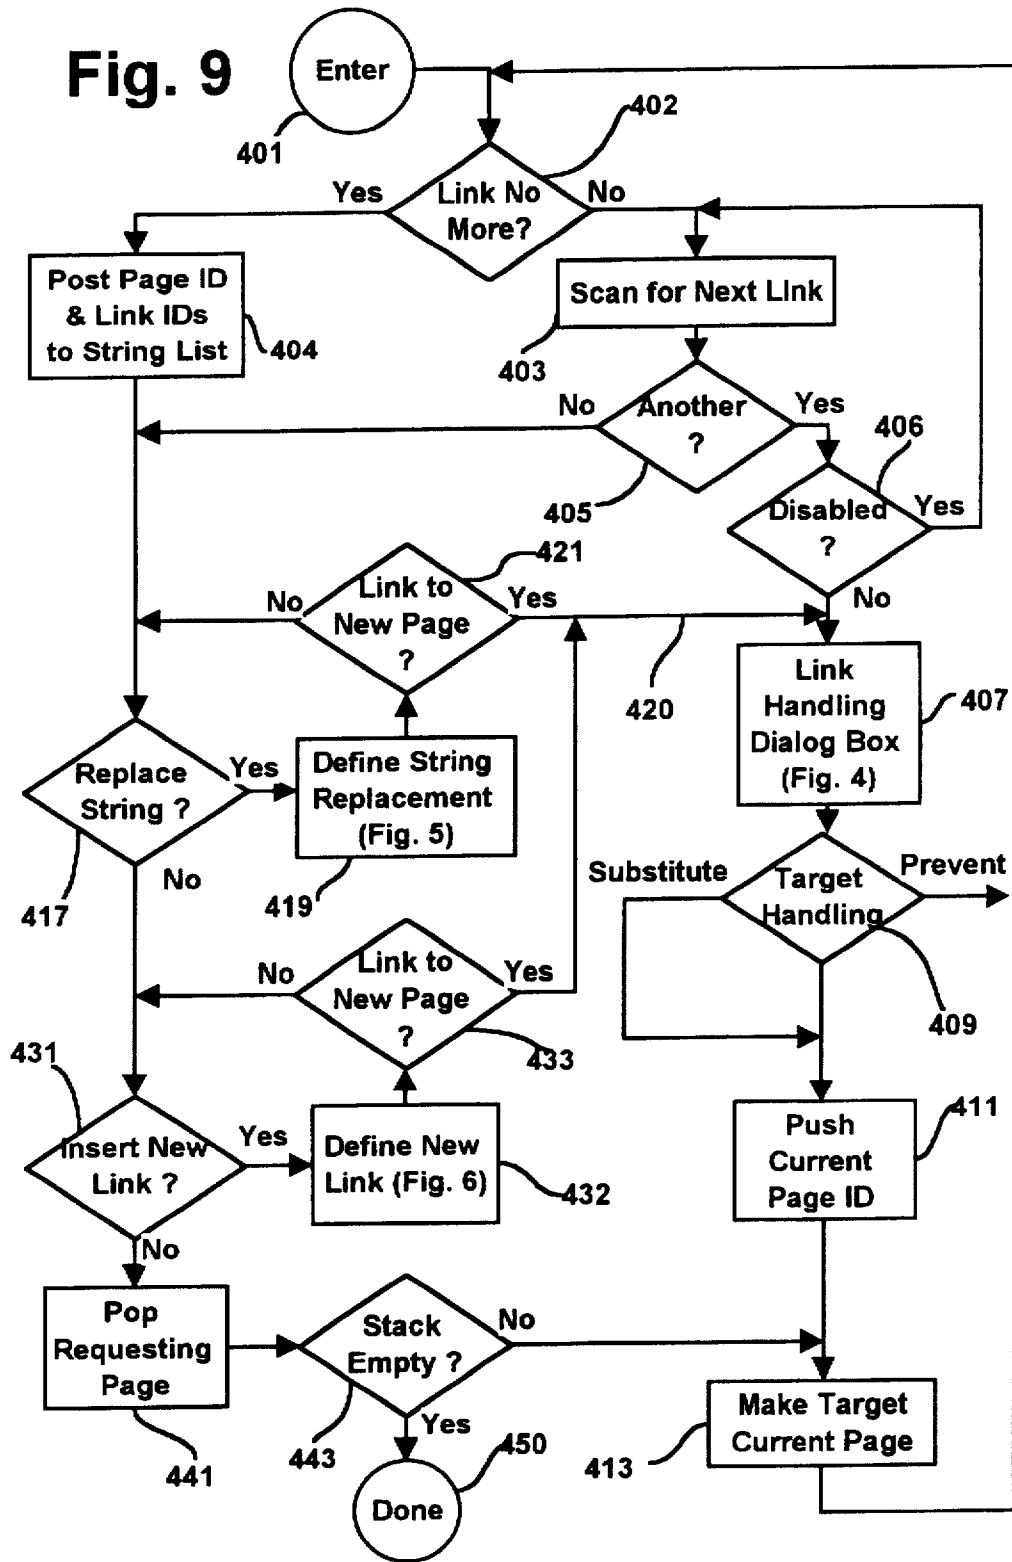 Fig. 9
Enter
401
402
Link No
More?
Yes
No
Post Page ID
& Link IDs
to String List
404
Scan for Next Link
403
Another
?
No
Yes
405
406
Disabled
?
Yes
No
421
Link to
New Page
?
No
Yes
420
Link
Handling
Dialog Box
(Fig. 4)
407
Replace
String ?
Yes
No
417
Define String
Replacement
(Fig. 5)
419
Substitute
Target
Handling
Prevent
409
Link to
New Page
?
No
Yes
433
431
Insert New
Link ?
Yes
No
Define New
Link (Fig. 6)
432
Push
Current
Page ID
411
Pop
Requesting
Page
441
Stack
Empty ?
No
Yes
443
450
Done
Make Target
Current Page
413